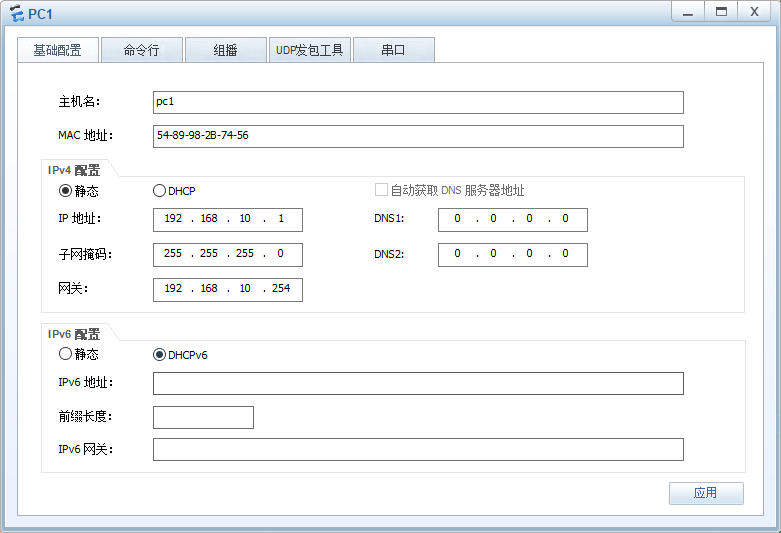 PC1
基础配置 命令行 组播 UDP发包工具 串口
主机名: pc1
MAC 地址: 54-89-98-2B-74-56
IPv4 配置
静态 DHCP 自动获取 DNS 服务器地址
IP 地址: 192 . 168 . 10 . 1 DNS1: 0 . 0 . 0 . 0
子网掩码: 255 . 255 . 255 . 0 DNS2: 0 . 0 . 0 . 0
网关: 192 . 168 . 10 . 254
IPv6 配置
静态 DHCPv6
IPv6 地址:
前缀长度:
IPv6 网关:
应用